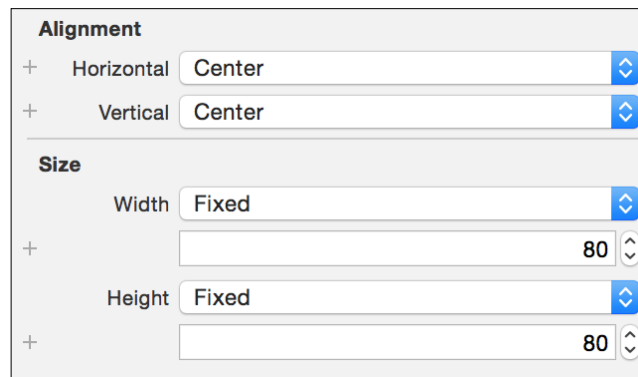 Alignment
Horizontal Center
Vertical Center
Size
Width Fixed
80
Height Fixed
80